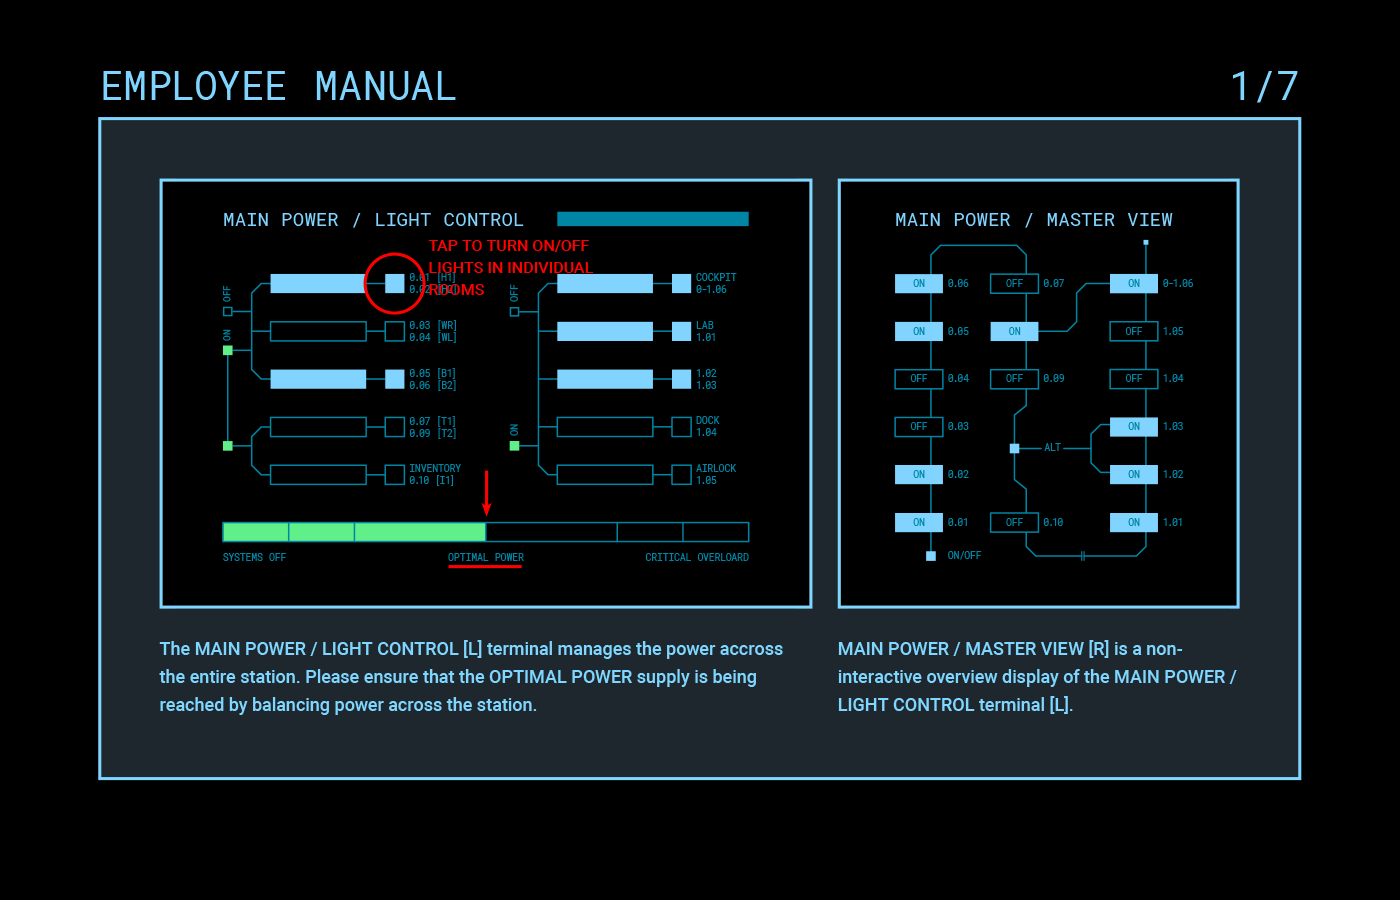 EMPLOYEE MANUAL
1/7
MAIN POWER / LIGHT CONTROL
TAP TO TURN ON/OFF
LIGHTS IN INDIVIDUAL
ROOMS
OFF
ON
0.01 [H1]
0.02
0.03 [WR]
0.04 [WL]
0.05 [B1]
0.06 [B2]
0.07 [T1]
0.09 [T2]
INVENTORY
0.10 [I1]
OFF
ON
COCKPIT
0-1.06
LAB
1.01
1.02
1.03
DOCK
1.04
AIRLOCK
1.05
SYSTEMS OFF
OPTIMAL POWER
CRITICAL OVERLOARD
MAIN POWER / MASTER VIEW
ON 0.06 OFF 0.07 ON 0-1.06
ON 0.05 ON OFF 1.05
OFF 0.04 OFF 0.09 OFF 1.04
OFF 0.03 ON 1.03
ALT
ON 0.02 ON 1.02
ON 0.01 OFF 0.10 ON 1.01
ON/OFF
The MAIN POWER / LIGHT CONTROL [L] terminal manages the power accross
the entire station. Please ensure that the OPTIMAL POWER supply is being
reached by balancing power across the station.
MAIN POWER / MASTER VIEW [R] is a non-
interactive overview display of the MAIN POWER /
LIGHT CONTROL terminal [L].